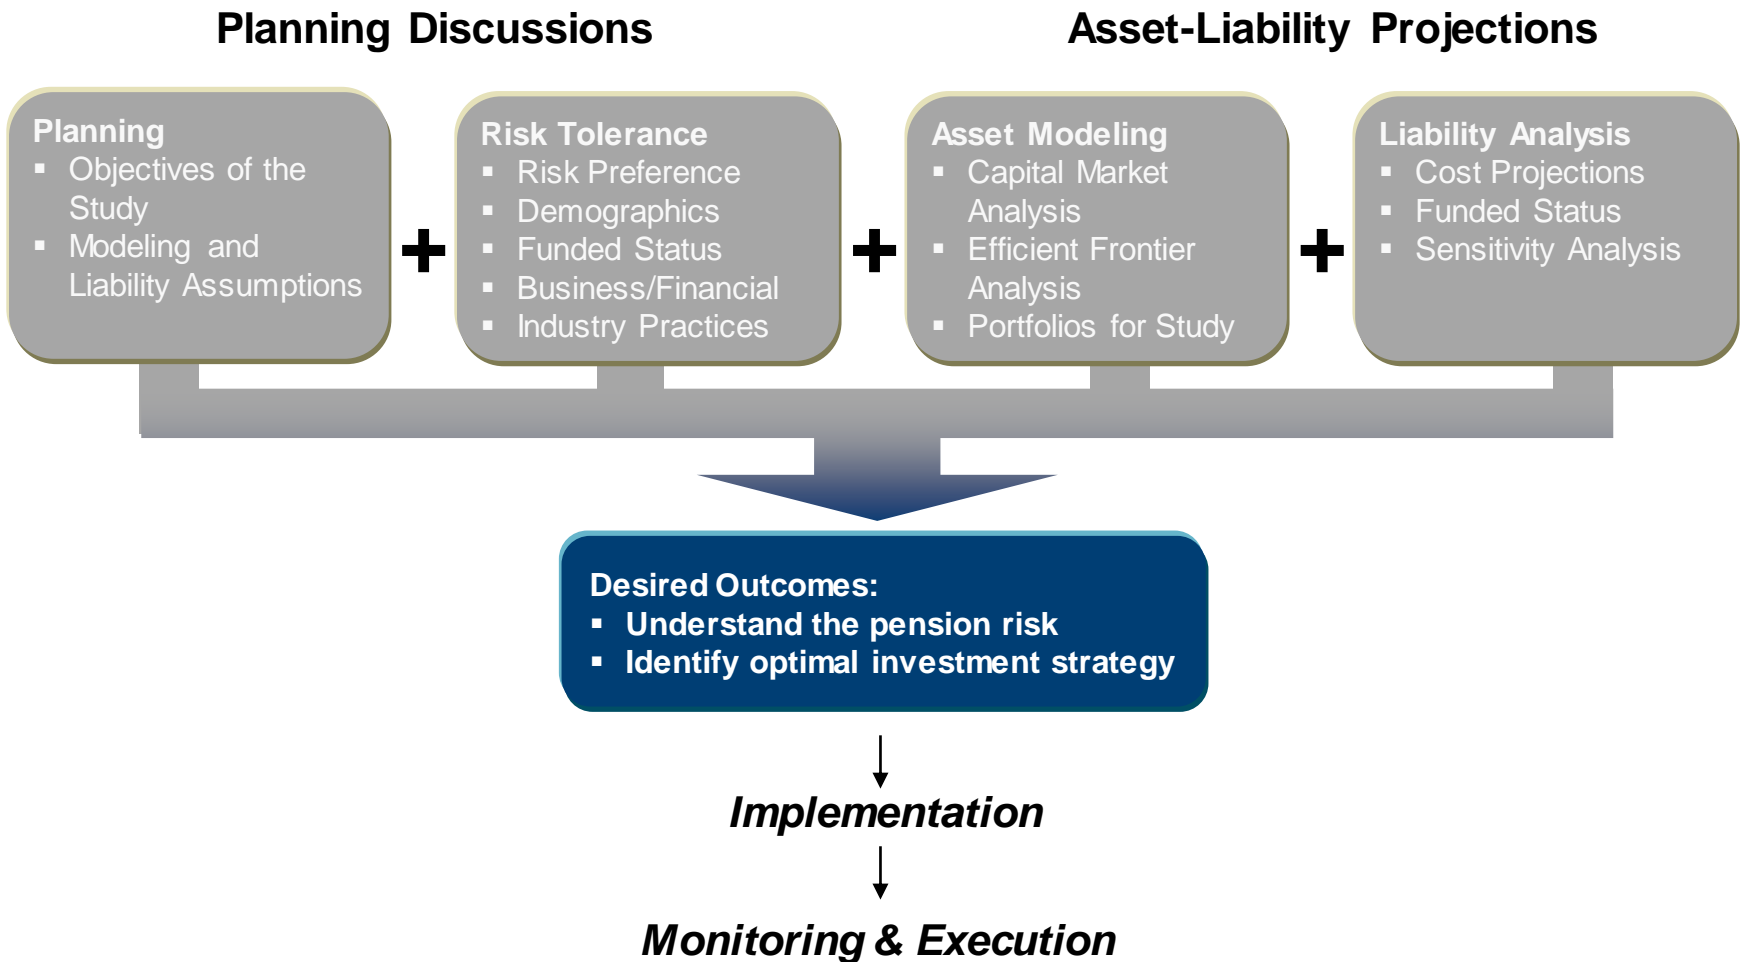 Planning Discussions
Asset-Liability Projections
Planning
▪ Objectives of the
Study
▪ Modeling and
Liability Assumptions
+
Risk Tolerance
▪ Risk Preference
▪ Demographics
▪ Funded Status
▪ Business/Financial
▪ Industry Practices
+
Asset Modeling
▪ Capital Market
Analysis
▪ Efficient Frontier
Analysis
▪ Portfolios for Study
+
Liability Analysis
▪ Cost Projections
▪ Funded Status
▪ Sensitivity Analysis
Desired Outcomes:
▪ Understand the pension risk
▪ Identify optimal investment strategy
Implementation
Monitoring & Execution